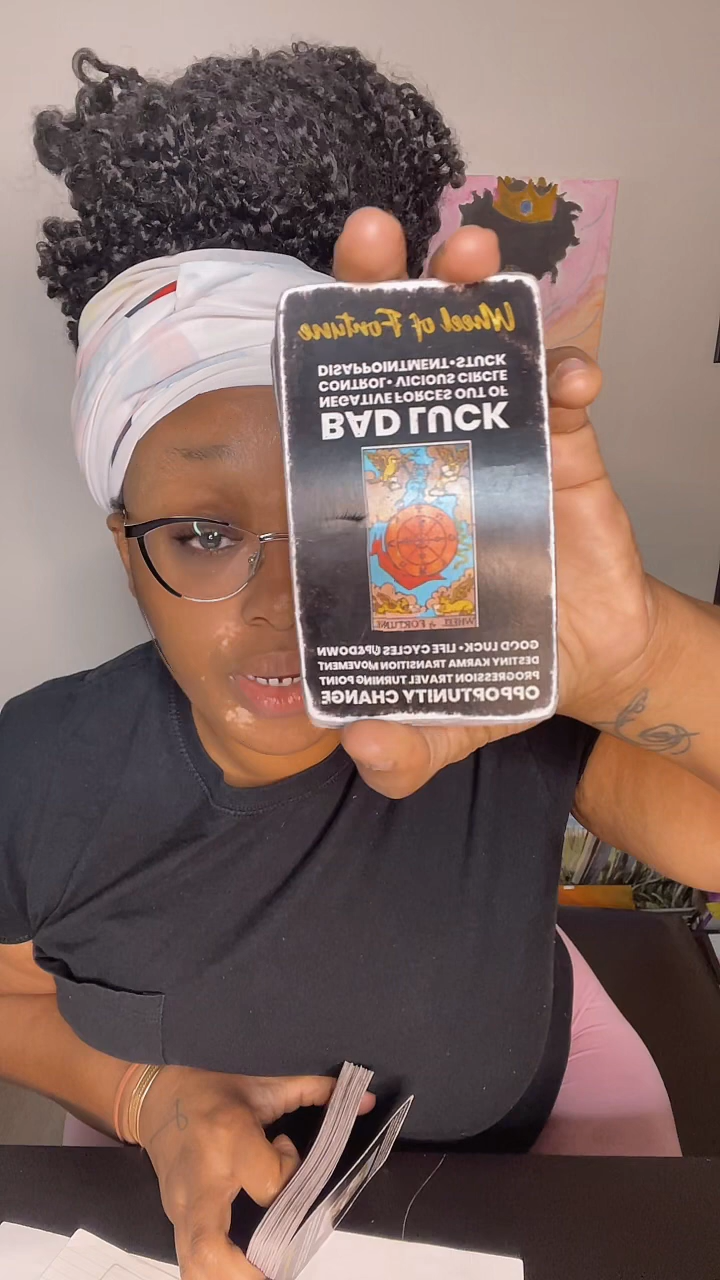 Wheel of Fortune
BAD LUCK
NEGATIVE FORCES OUT OF
CONTROL• VICIOUS CIRCLE
DISAPPOINTMENT•STUCK
WHEEL of FORTUNE
GOOD LUCK• LIFE CYCLES UP&DOWN
DESTINY KARMA TRANSITION MOVEMENT
PROGRESSION TRAVEL TURNING POINT
OPPORTUNITY CHANGE